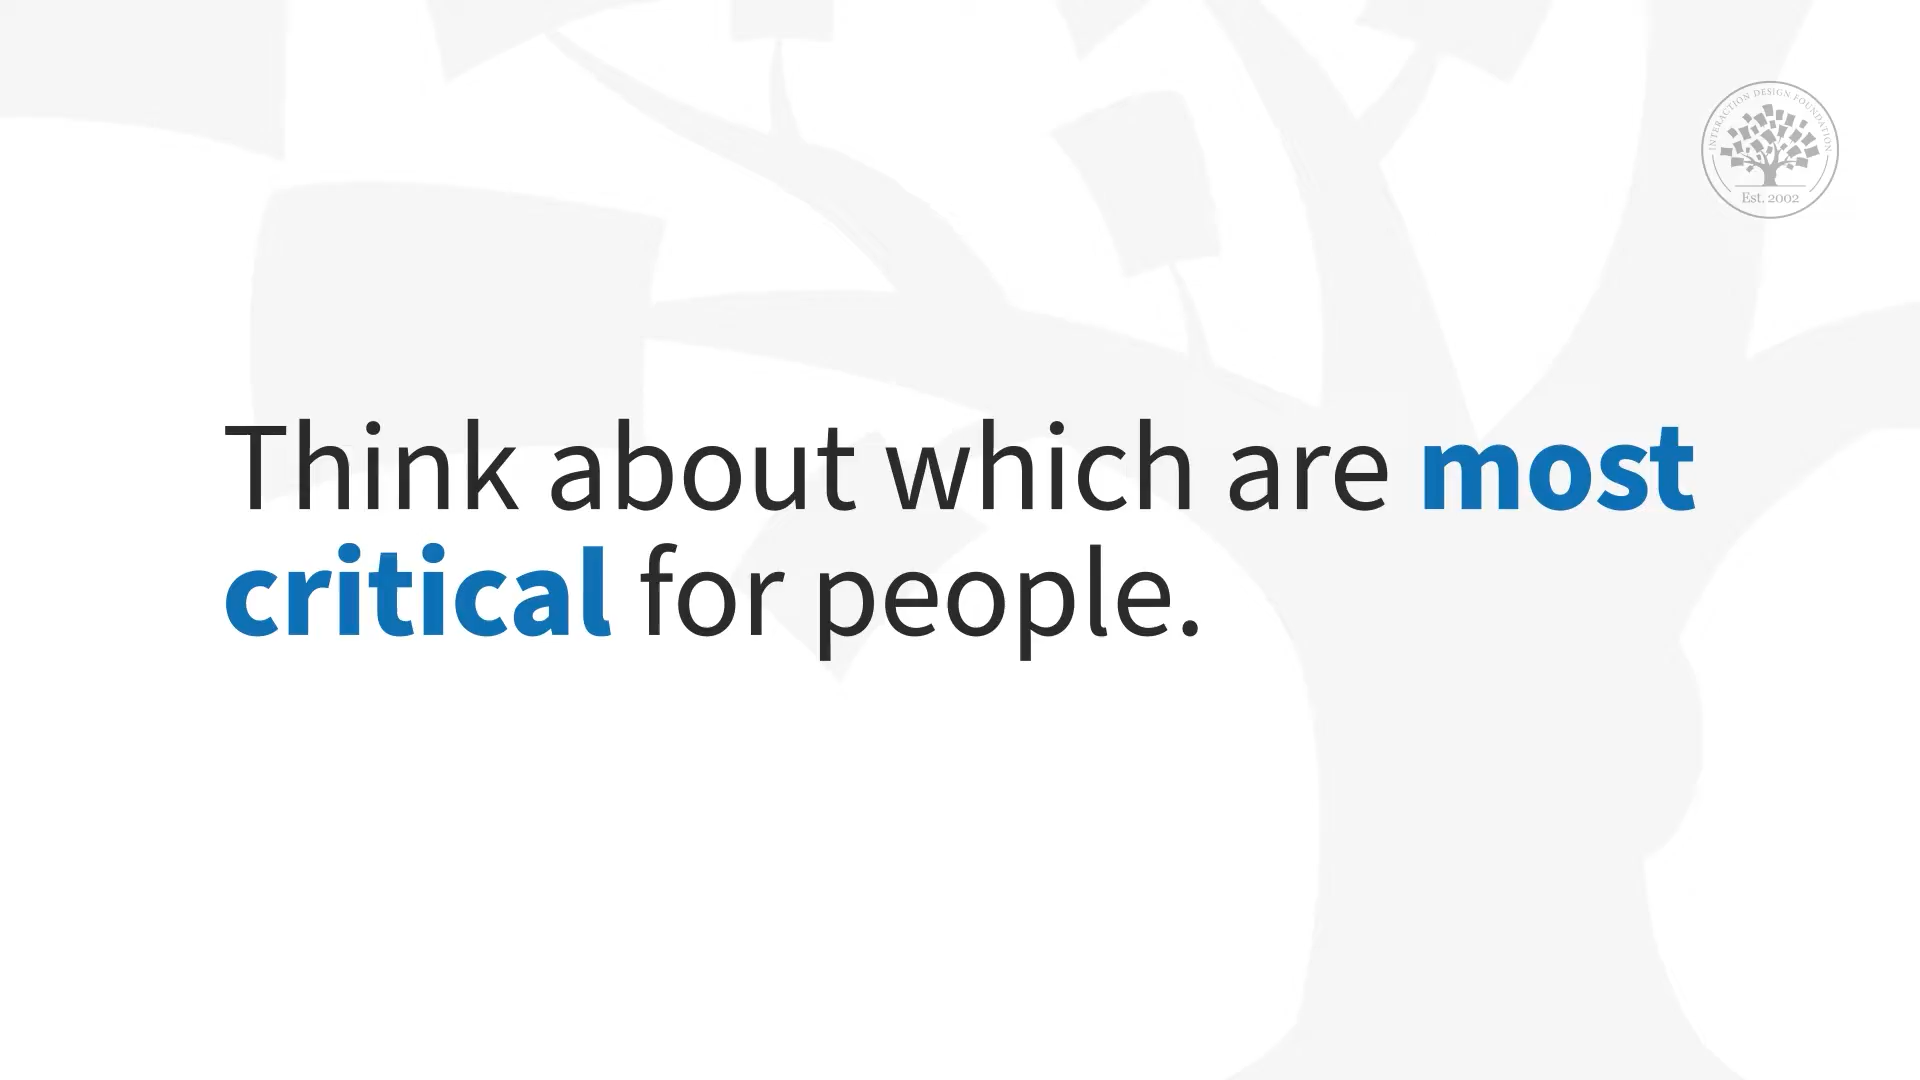 INTERACTION DESIGN FOUNDATION
Est. 2002
Think about which are most
critical for people.